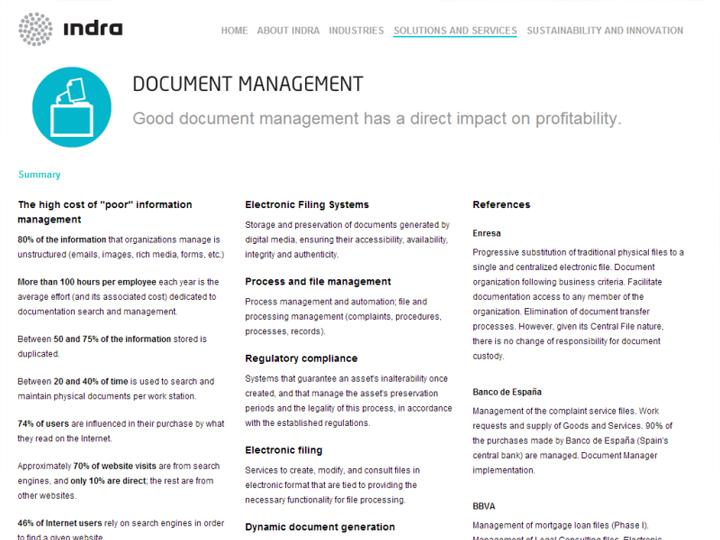 indra
HOME ABOUT INDRA INDUSTRIES SOLUTIONS AND SERVICES SUSTAINABILITY AND INNOVATION
DOCUMENT MANAGEMENT
Good document management has a direct impact on profitability.
Summary
The high cost of "poor" information
management
80% of the information that organizations manage is
unstructured (emails, images, rich media, forms, etc.)
More than 100 hours per employee each year is the
average effort (and its associated cost) dedicated to
documentation search and management.
Between 50 and 75% of the information stored is
duplicated.
Between 20 and 40% of time is used to search and
maintain physical documents per work station.
74% of users are influenced in their purchase by what
they read on the Internet.
Approximately 70% of website visits are from search
engines, and only 10% are direct; the rest are from
other websites.
46% of Internet users rely on search engines in order
to find a given website
Electronic Filing Systems
Storage and preservation of documents generated by
digital media, ensuring their accessibility, availability,
integrity and authenticity.
Process and file management
Process management and automation; file and
processing management (complaints, procedures,
processes, records).
Regulatory compliance
Systems that guarantee an asset's inalterability once
created, and that manage the asset's preservation
periods and the legality of this process, in accordance
with the established regulations.
Electronic filing
Services to create, modify, and consult files in
electronic format that are tied to providing the
necessary functionality for file processing.
Dynamic document generation
References
Enresa
Progressive substitution of traditional physical files to a
single and centralized electronic file. Document
organization following business criteria. Facilitate
documentation access to any member of the
organization. Elimination of document transfer
processes. However, given its Central File nature,
there is no change of responsibility for document
custody.
Banco de España
Management of the complaint service files. Work
requests and supply of Goods and Services. 90% of
the purchases made by Banco de España (Spain's
central bank) are managed. Document Manager
implementation.
BBVA
Management of mortgage loan files (Phase I).
Management of Legal Consulting files. Electronic